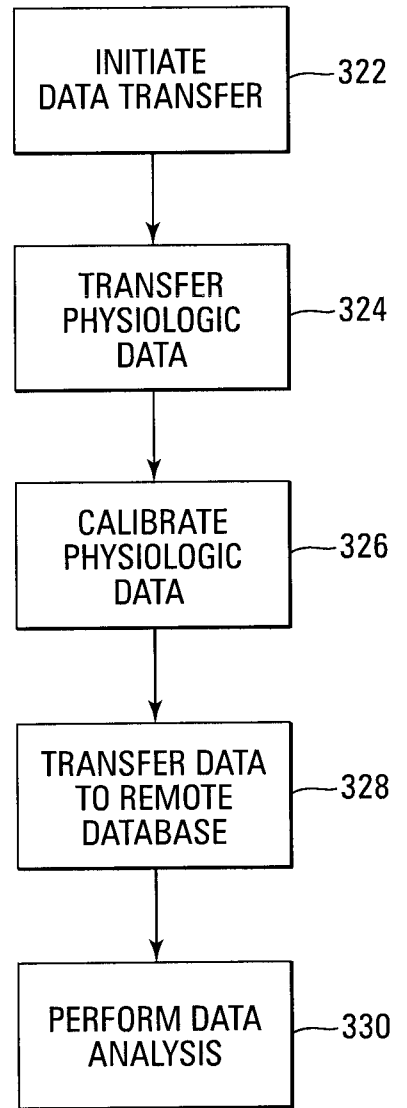 INITIATE
DATA TRANSFER
322
TRANSFER
PHYSIOLOGIC
DATA
324
CALIBRATE
PHYSIOLOGIC
DATA
326
TRANSFER DATA
TO REMOTE
DATABASE
328
PERFORM DATA
ANALYSIS
330